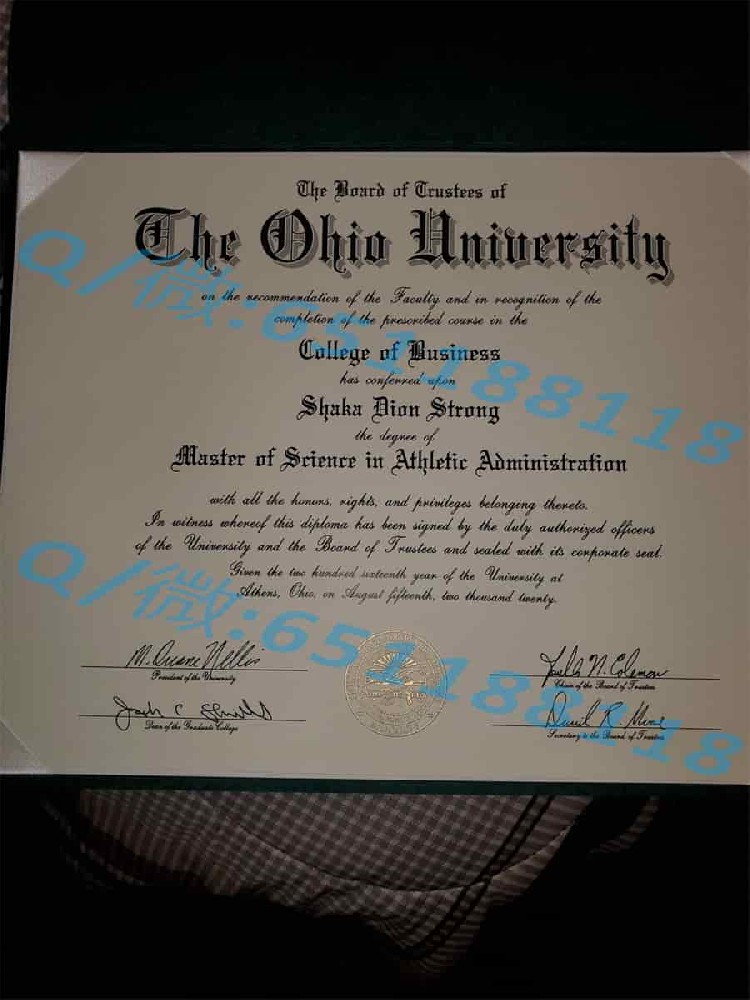 The Board of Trustees of
The Ohio University
on the recommendation of the Faculty and in recognition of the
completion of the prescribed course in the
College of Business
has conferred upon
Shaka Dion Strong
the degree of
Master of Science in Athletic Administration
with all the honors, rights, and privileges belonging thereto.
In witness whereof this diploma has been signed by the duly authorized officers
of the University and the Board of Trustees and sealed with its corporate seal.
Given the two hundred sixteenth year of the University at
Athens, Ohio, on August fifteenth, two thousand twenty.
Q/微:651188118
Q/微:651188118
M. Duane Nellis
President of the University
Chair of the Board of Trustees
Dean of the Graduate College
Secretary to the Board of Trustees